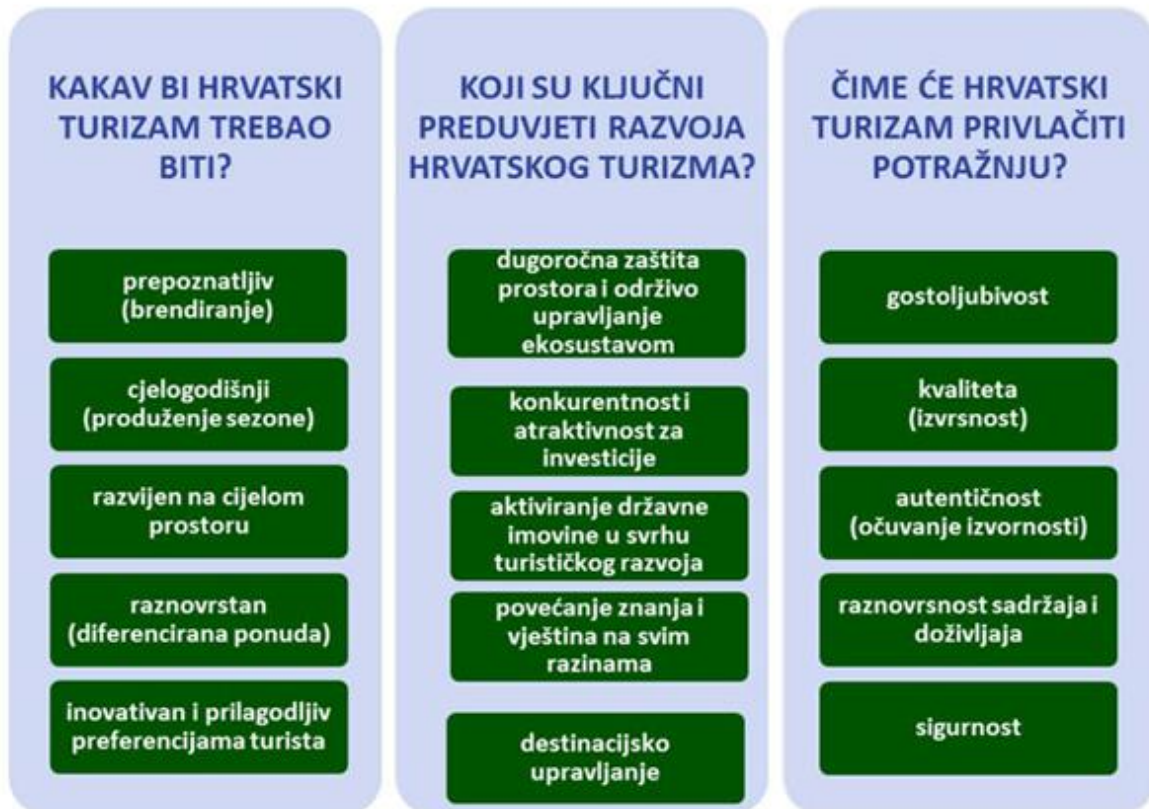 KAKAV BI HRVATSKI
TURIZAM TREBAO
BITI?
prepoznatljiv
(brendiranje)
cjelogodišnji
(produženje sezone)
razvijen na cijelom
prostoru
raznovrstan
(diferencirana ponuda)
inovativan i prilagodljiv
preferencijama turista
KOJI SU KLJUČNI
PREDUVJETI RAZVOJA
HRVATSKOG TURIZMA?
dugoročna zaštita
prostora i održivo
upravljanje
ekosustavom
konkurentnost i
atraktivnost za
investicije
aktiviranje državne
imovine u svrhu
turističkog razvoja
povećanje znanja i
vještina na svim
razinama
destinacijsko
upravljanje
ČIME ĆE HRVATSKI
TURIZAM PRIVLAČITI
POTRAŽNJU?
gostoljubivost
kvaliteta
(izvrsnost)
autentičnost
(očuvanje izvornosti)
raznovrsnost sadržaja i
doživljaja
sigurnost